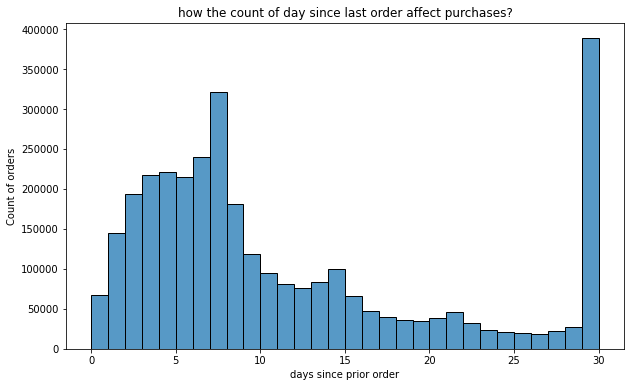 how the count of day since last order affect purchases?
400000
350000
300000
250000
200000
150000
100000
50000
0
Count of orders
0 5 10 15 20 25 30
days since prior order